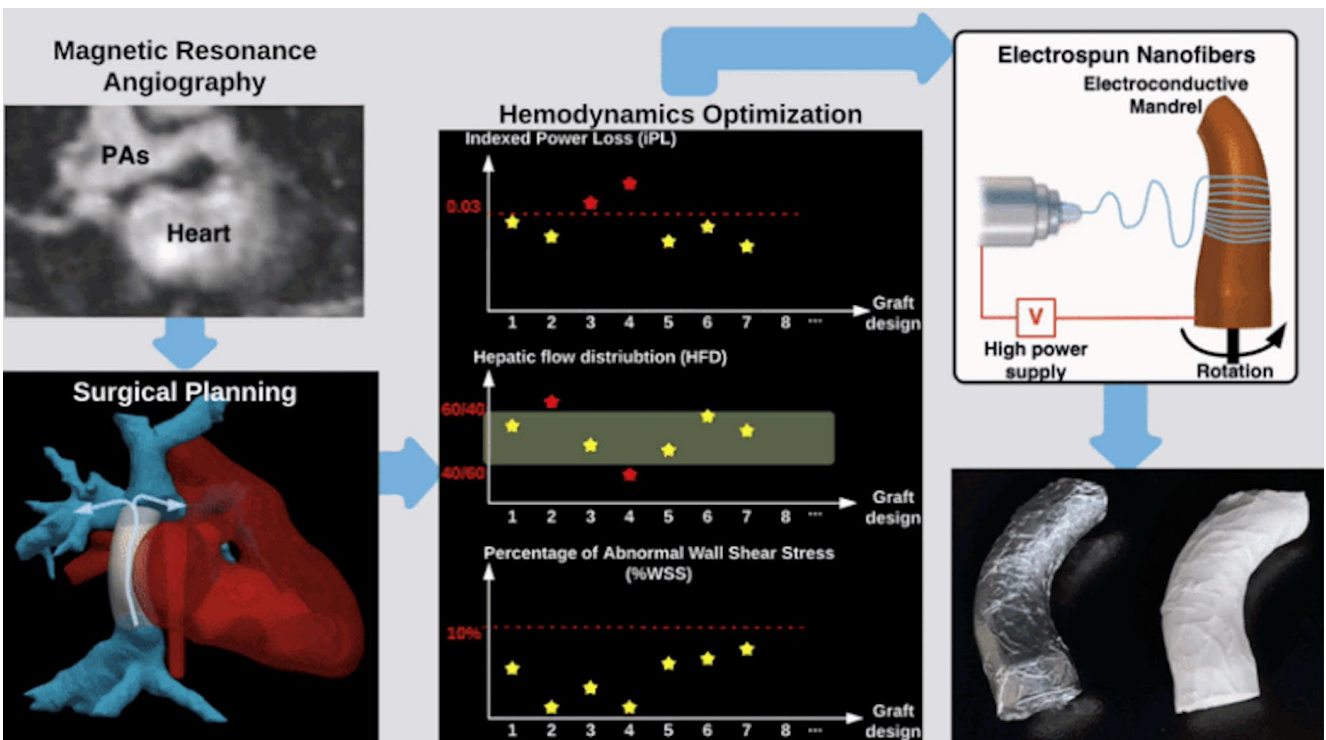 Magnetic Resonance
Angiography
PAs
Heart
Surgical Planning
Hemodynamics Optimization
Indexed Power Loss (iPL)
0.03
Graft
design
1 2 3 4 5 6 7 8 ...
Hepatic flow distriubtion (HFD)
60/40
40/60
Graft
design
1 2 3 4 5 6 7 8 ...
Percentage of Abnormal Wall Shear Stress
(%WSS)
10%
Graft
design
1 2 3 4 5 6 7 8 ...
Electrospun Nanofibers
Electroconductive
Mandrel
V
High power
supply
Rotation